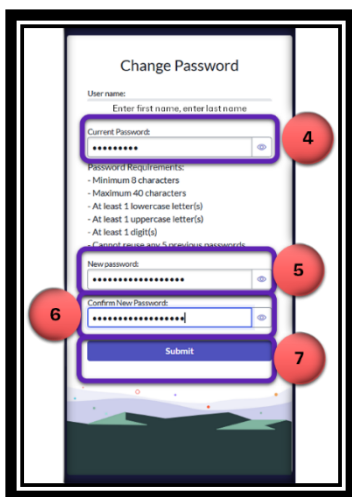 Change Password
User name:
Enter first name, enter last name
Current Password:
4
Password Requirements:
- Minimum 8 characters
- Maximum 40 characters
- At least 1 lowercase letter(s)
- At least 1 uppercase letter(s)
- At least 1 digit(s)
- Cannot reuse any 5 previous passwords
New password:
5
Confirm New Password:
6
Submit
7